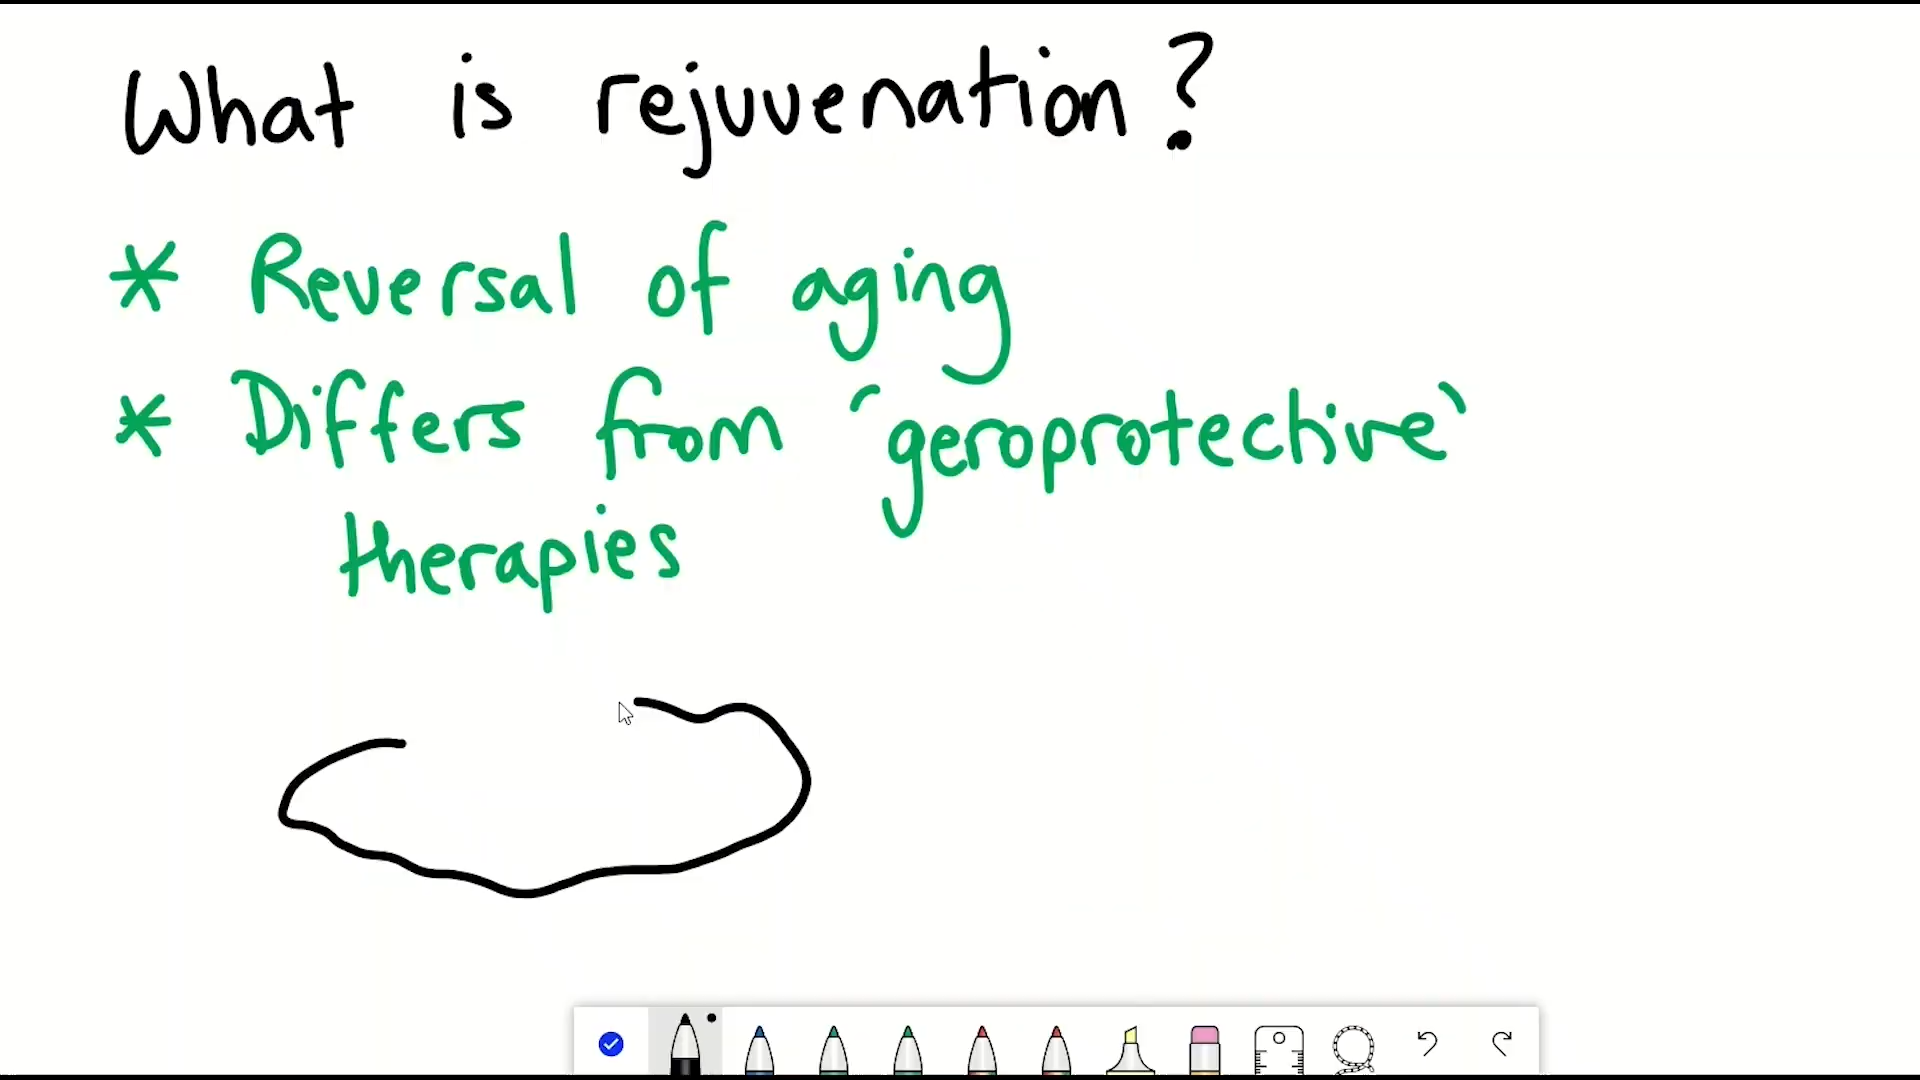 What is rejuvenation?
* Reversal of aging
* Differs from 'geroprotective'
therapies